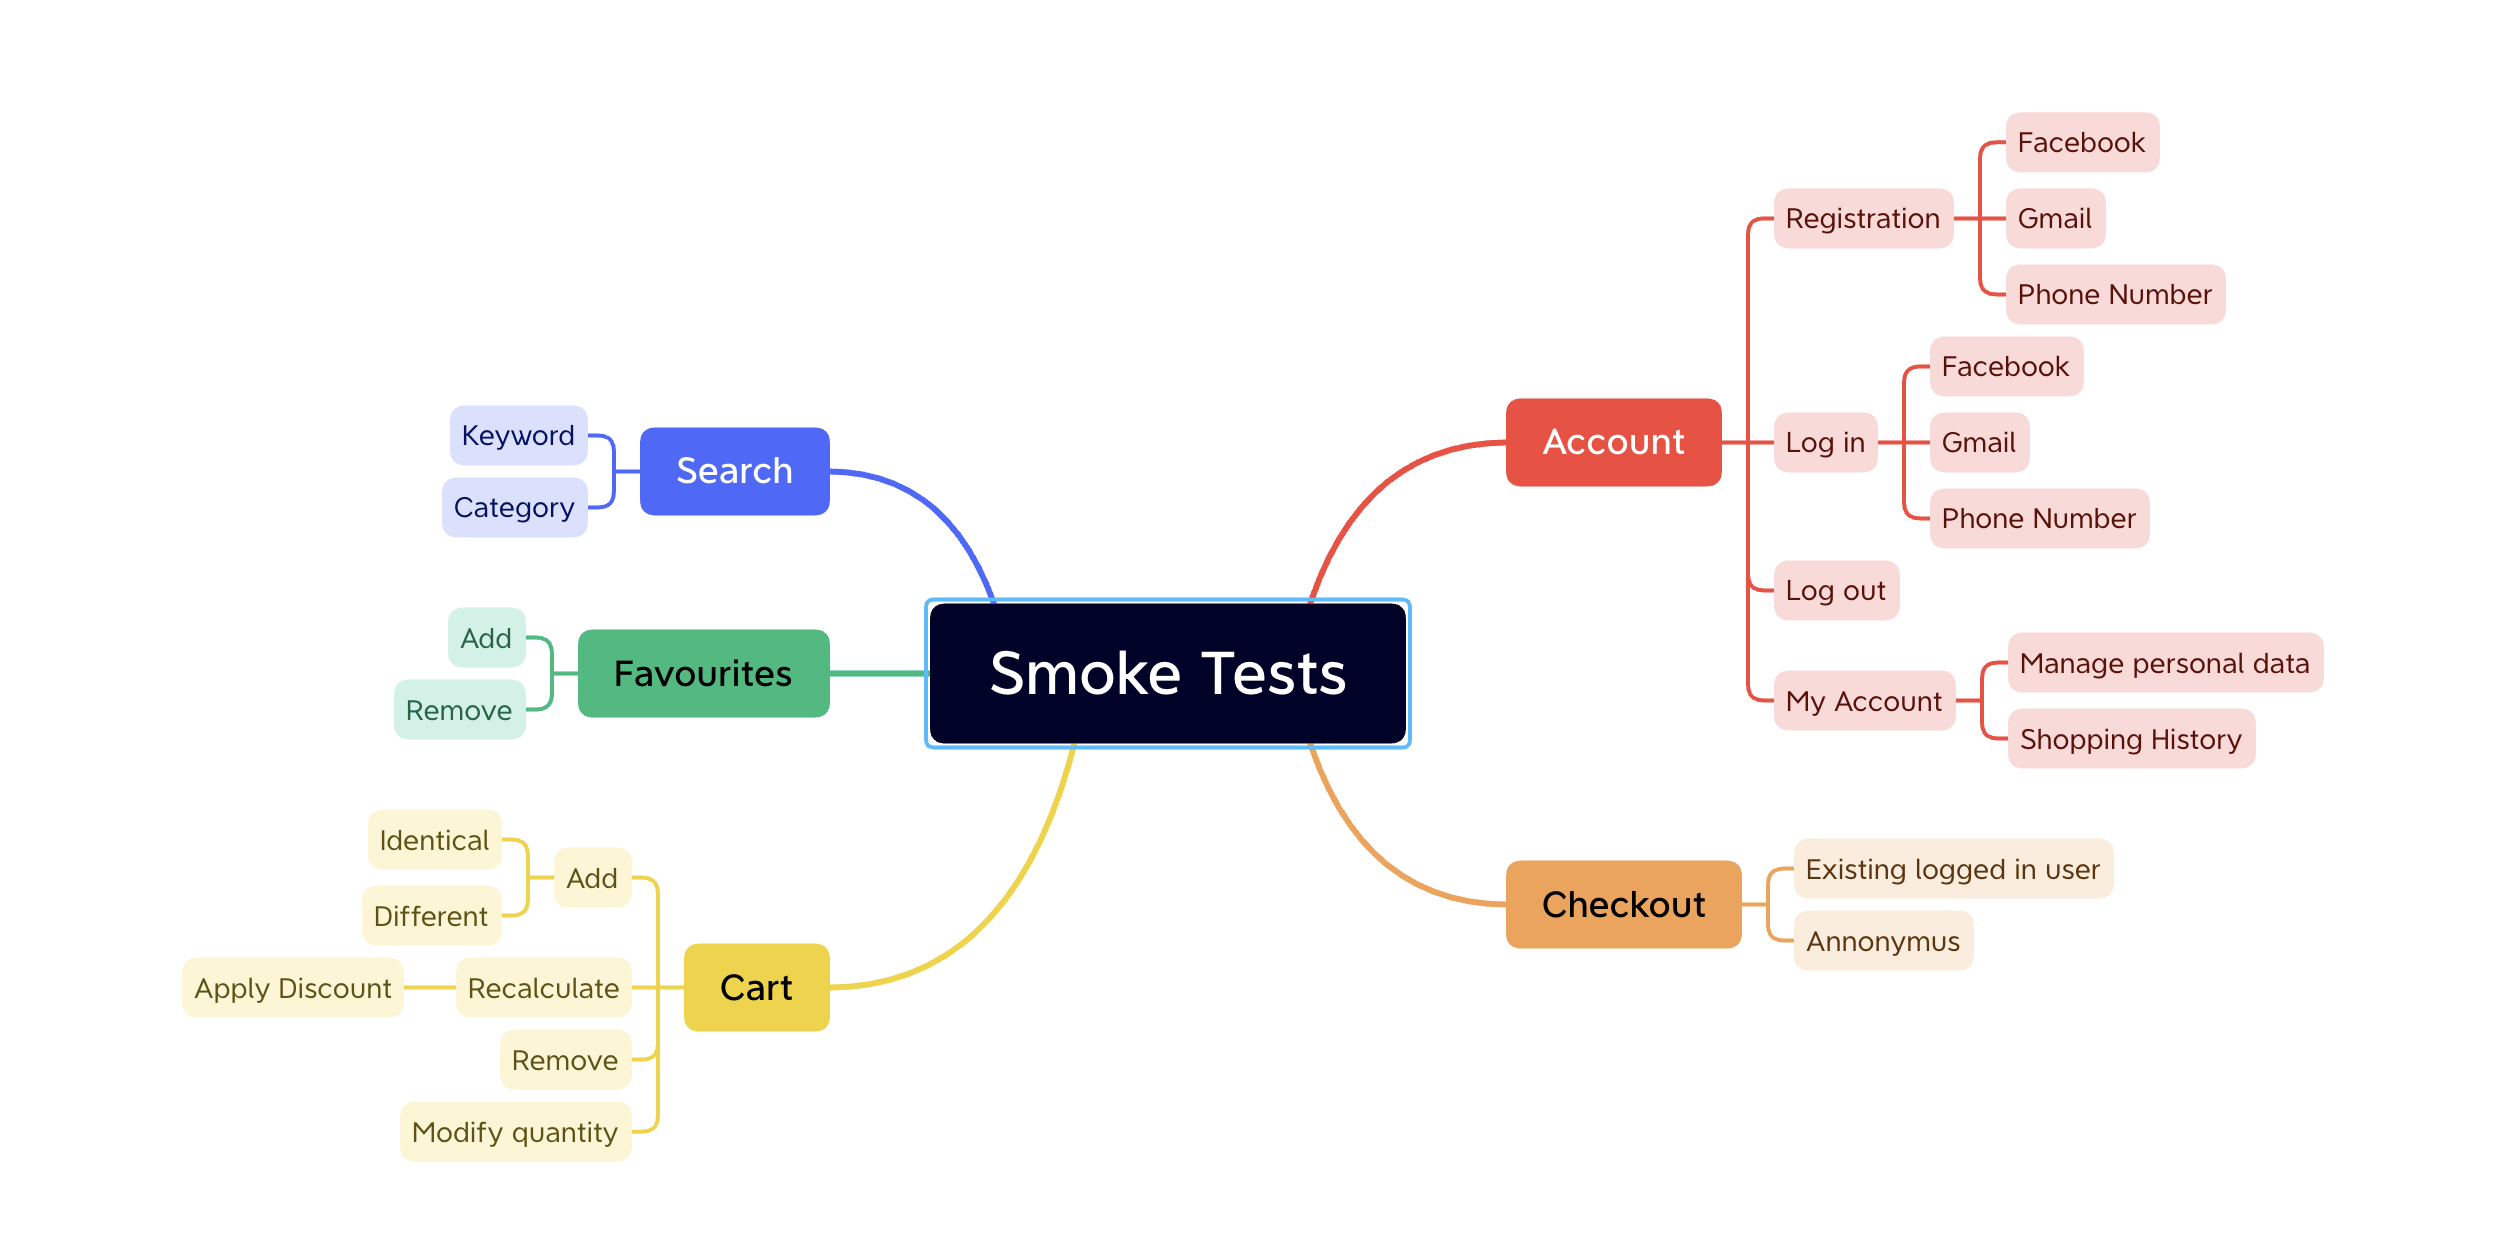 Smoke Tests
Account
Registration
Facebook
Gmail
Phone Number
Log in
Facebook
Gmail
Phone Number
Log out
My Account
Manage personal data
Shopping History
Checkout
Existing logged in user
Annonymus
Search
Keyword
Category
Favourites
Add
Remove
Cart
Add
Identical
Different
Recalculate
Apply Discount
Remove
Modify quantity